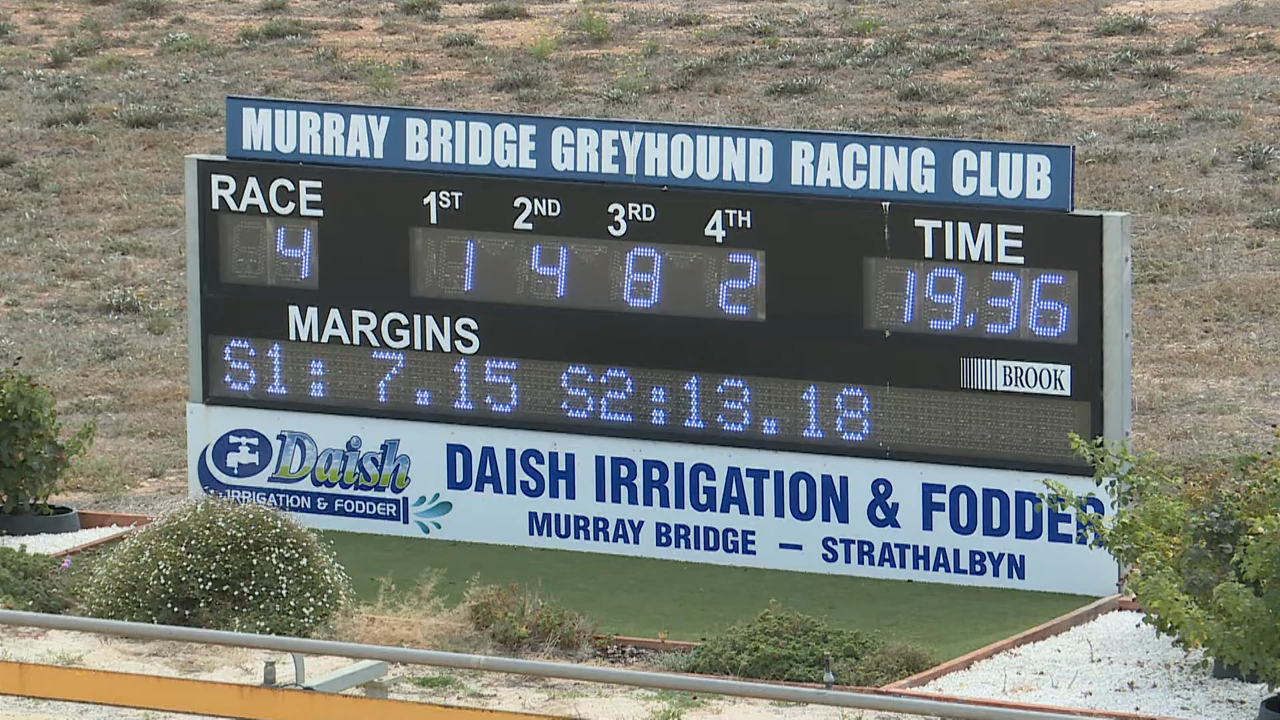 MURRAY BRIDGE GREYHOUND RACING CLUB
RACE 1ST 2ND 3RD 4TH TIME
4 1 4 8 2 19.36
MARGINS
S1: 7.15 S2:13.18
BROOK
Daish
IRRIGATION & FODDER
DAISH IRRIGATION & FODDER
MURRAY BRIDGE – STRATHALBYN